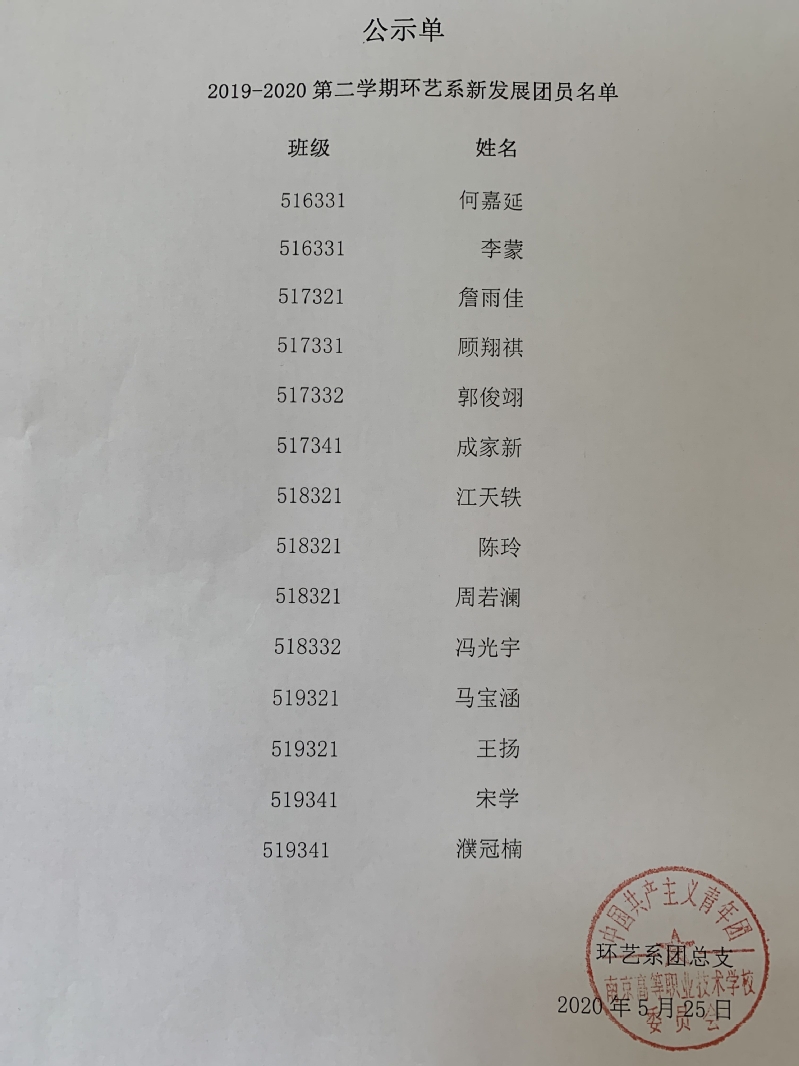 公示单
2019-2020 第二学期环艺系新发展团员名单
班级 姓名
516331 何嘉延
516331 李蒙
517321 詹雨佳
517331 顾翔祺
517332 郭俊翊
517341 成家新
518321 江天轶
518321 陈玲
518321 周若澜
518332 冯光宇
519321 马宝涵
519321 王扬
519341 宋学
519341 濮冠楠
中国共产主义青年团
环艺系团总支
南京高等职业技术学校
2020 年 5 月 25 日
委员会